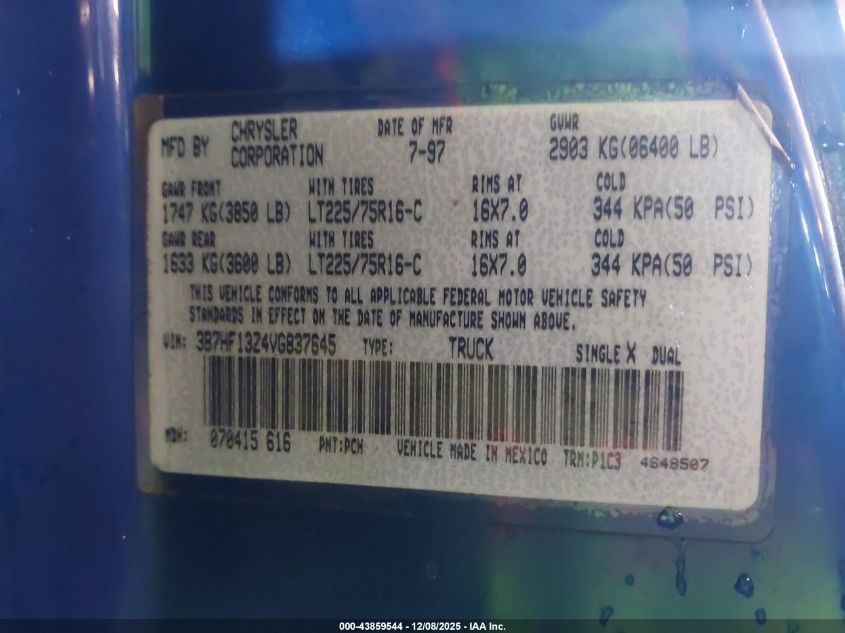 MFD BY CHRYSLER CORPORATION DATE OF MFR 7-97 GVWR 2903 KG(06400 LB)
GAWR FRONT WITH TIRES RIMS AT COLD
1747 KG(3850 LB) LT225/75R16-C 16X7.0 344 KPA(50 PSI)
GAWR REAR WITH TIRES RIMS AT COLD
1633 KG(3600 LB) LT225/75R16-C 16X7.0 344 KPA(50 PSI)
THIS VEHICLE CONFORMS TO ALL APPLICABLE FEDERAL MOTOR VEHICLE SAFETY
STANDARDS IN EFFECT ON THE DATE OF MANUFACTURE SHOWN ABOVE.
VIN: 3B7HF13Z4VG837645 TYPE: TRUCK SINGLE X DUAL
MDH: 070415 616 PNT:PCH VEHICLE MADE IN MEXICO TRM:P1C3 4648507
000-43859544 - 12/08/2025 - IAA Inc.